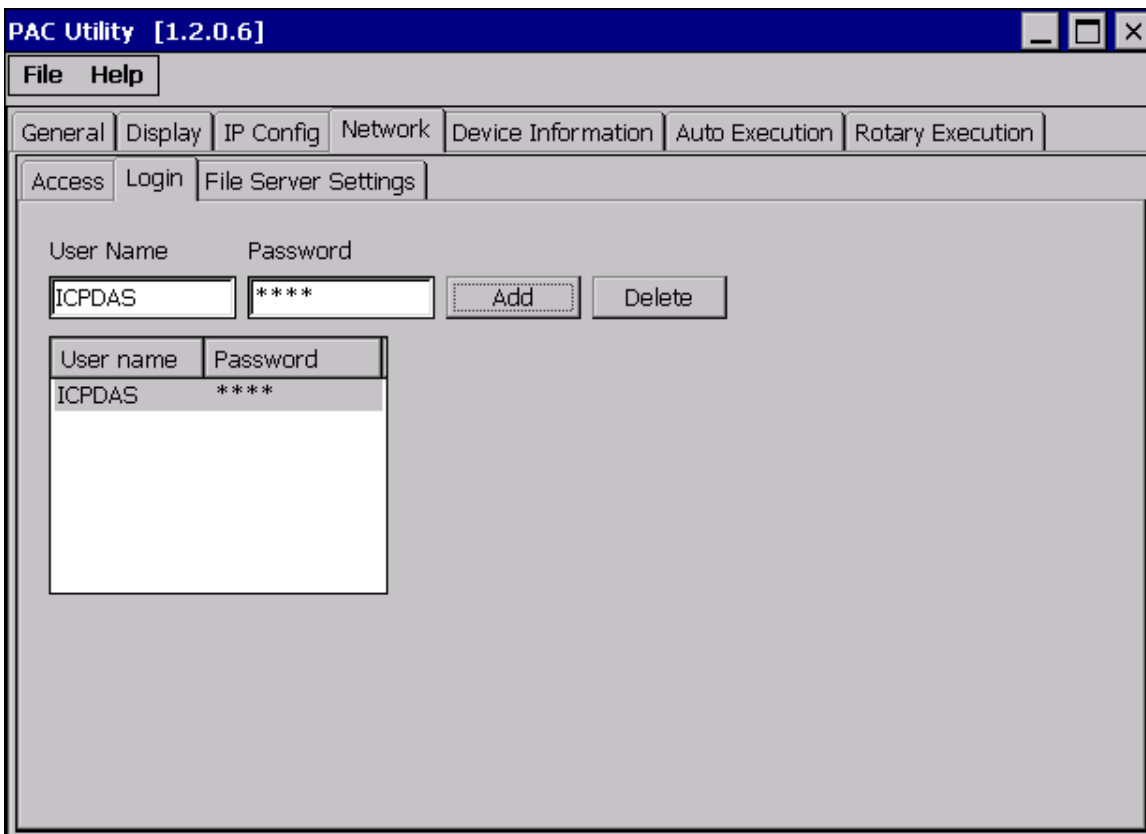 PAC Utility [1.2.0.6]
File Help
General Display IP Config Network Device Information Auto Execution Rotary Execution
Access Login File Server Settings
User Name Password
ICPDAS **** Add Delete
User name Password
ICPDAS ****